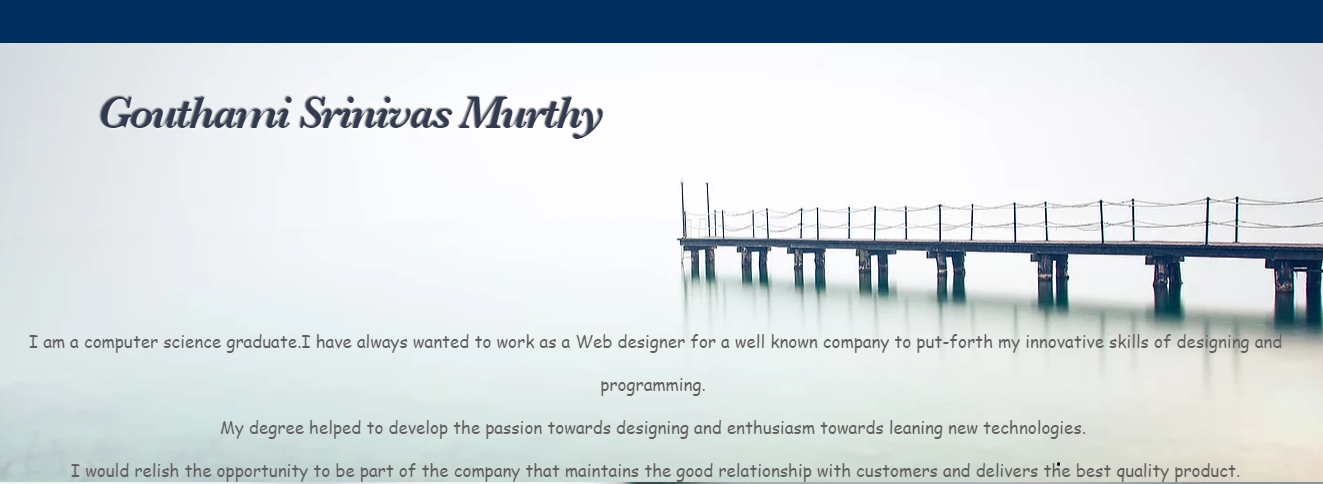 Gouthami Srinivas Murthy
I am a computer science graduate.I have always wanted to work as a Web designer for a well known company to put-forth my innovative skills of designing and
programming.
My degree helped to develop the passion towards designing and enthusiasm towards leaning new technologies.
I would relish the opportunity to be part of the company that maintains the good relationship with customers and delivers the best quality product.